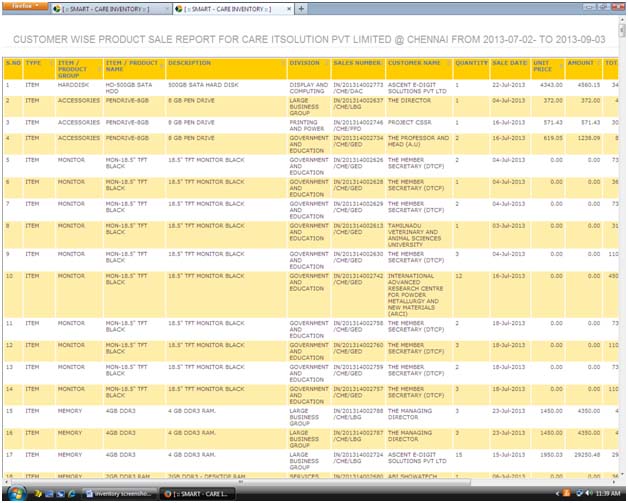 Firefox
[ :: SMART - CARE INVENTORY :: ] × [ :: SMART - CARE INVENTORY :: ] × +
CUSTOMER WISE PRODUCT SALE REPORT FOR CARE ITSOLUTION PVT LIMITED @ CHENNAI FROM 2013-07-02- TO 2013-09-03
S.NO TYPE ITEM / PRODUCT GROUP ITEM / PRODUCT NAME DESCRIPTION DIVISION SALES NUMBER CUSTOMER NAME QUANTITY SALE DATE UNIT PRICE AMOUNT TOT
1 ITEM HARDDISK HD-500GB SATA HDD 500GB SATA HARD DISK DISPLAY AND COMPUTING IN/201314002773 /CHE/DAC ASCENT E-DIGIT SOLUTIONS PVT LTD 1 22-Jul-2013 4343.00 4560.15 34
2 ITEM ACCESSORIES PENDRIVE-8GB 8 GB PEN DRIVE LARGE BUSINESS GROUP IN/201314002637 /CHE/LBG THE DIRECTOR 1 04-Jul-2013 372.00 372.00 4
3 ITEM ACCESSORIES PENDRIVE-8GB 8 GB PEN DRIVE PRINTING AND POWER IN/201314002746 /CHE/PPD PROJECT CSSR 1 16-Jul-2013 571.43 571.43 30
4 ITEM ACCESSORIES PENDRIVE-8GB 8 GB PEN DRIVE GOVERNMENT AND EDUCATION IN/201314002734 /CHE/GED THE PROFESSOR AND HEAD (A.U) 2 16-Jul-2013 619.05 1238.09 8
5 ITEM MONITOR MON-18.5" TFT BLACK 18.5" TFT MONITOR BLACK GOVERNMENT AND EDUCATION IN/201314002626 /CHE/GED THE MEMBER SECRETARY (DTCP) 2 04-Jul-2013 0.00 0.00 73
6 ITEM MONITOR MON-18.5" TFT BLACK 18.5" TFT MONITOR BLACK GOVERNMENT AND EDUCATION IN/201314002628 /CHE/GED THE MEMBER SECRETARY (DTCP) 1 04-Jul-2013 0.00 0.00 36
7 ITEM MONITOR MON-18.5" TFT BLACK 18.5" TFT MONITOR BLACK GOVERNMENT AND EDUCATION IN/201314002629 /CHE/GED THE MEMBER SECRETARY (DTCP) 2 04-Jul-2013 0.00 0.00 73
8 ITEM MONITOR MON-18.5" TFT BLACK 18.5" TFT MONITOR BLACK GOVERNMENT AND EDUCATION IN/201314002613 /CHE/GED TAMILNADU VETERINARY AND ANIMAL SCIENCES UNIVERSITY 1 03-Jul-2013 0.00 0.00 31
9 ITEM MONITOR MON-18.5" TFT BLACK 18.5" TFT MONITOR BLACK GOVERNMENT AND EDUCATION IN/201314002630 /CHE/GED THE MEMBER SECRETARY (DTCP) 3 04-Jul-2013 0.00 0.00 110
10 ITEM MONITOR MON-18.5" TFT BLACK 18.5" TFT MONITOR BLACK GOVERNMENT AND EDUCATION IN/201314002742 /CHE/GED INTERNATIONAL ADVANCED RESEARCH CENTRE FOR POWDER METALLURGY AND NEW MATERIALS (ARCI) 12 16-Jul-2013 0.00 0.00 450
11 ITEM MONITOR MON-18.5" TFT BLACK 18.5" TFT MONITOR BLACK GOVERNMENT AND EDUCATION IN/201314002758 /CHE/GED THE MEMBER SECRETARY (DTCP) 2 18-Jul-2013 0.00 0.00 73
12 ITEM MONITOR MON-18.5" TFT BLACK 18.5" TFT MONITOR BLACK GOVERNMENT AND EDUCATION IN/201314002760 /CHE/GED THE MEMBER SECRETARY (DTCP) 3 18-Jul-2013 0.00 0.00 110
13 ITEM MONITOR MON-18.5" TFT BLACK 18.5" TFT MONITOR BLACK GOVERNMENT AND EDUCATION IN/201314002759 /CHE/GED THE MEMBER SECRETARY (DTCP) 2 18-Jul-2013 0.00 0.00 73
14 ITEM MONITOR MON-18.5" TFT BLACK 18.5" TFT MONITOR BLACK GOVERNMENT AND EDUCATION IN/201314002757 /CHE/GED THE MEMBER SECRETARY (DTCP) 3 18-Jul-2013 0.00 0.00 110
15 ITEM MEMORY 4GB DDR3 4 GB DDR3 RAM. LARGE BUSINESS GROUP IN/201314002788 /CHE/LBG THE MANAGING DIRECTOR 3 23-Jul-2013 1450.00 4350.00 4
16 ITEM MEMORY 4GB DDR3 4 GB DDR3 RAM. LARGE BUSINESS GROUP IN/201314002787 /CHE/LBG THE MANAGING DIRECTOR 3 23-Jul-2013 1450.00 4350.00 4
17 ITEM MEMORY 4GB DDR3 4 GB DDR3 RAM. LARGE BUSINESS GROUP IN/201314002724 /CHE/LBG ASCENT E-DIGIT SOLUTIONS PVT LTD 15 15-Jul-2013 1950.03 29250.48 29
18 ITEM MEMORY 2GB DDR3 RAM 2GB DDR3 - DESKTOP RAM SERVICES IN/201314002680 ABI SHOWATECH 1 06-Jul-2013 0.00 0.00 36
inventory screensho... [ :: SMART - CARE I... 11:39 AM